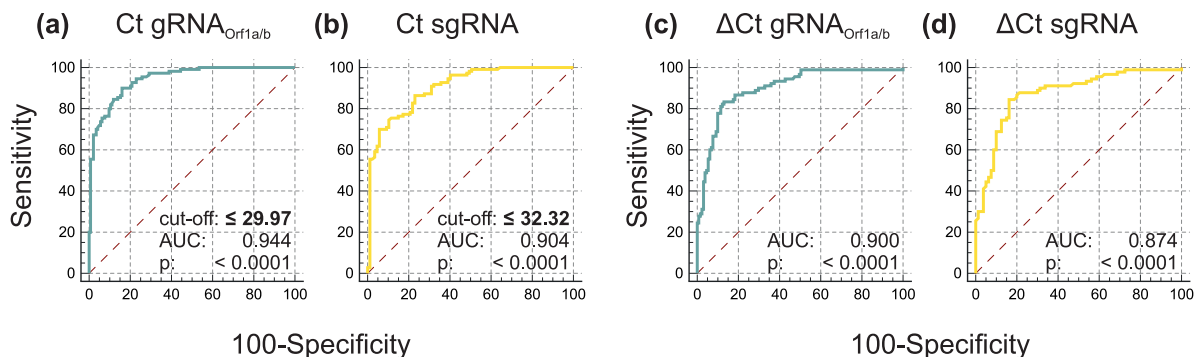 (a) Ct gRNA Orf1a/b
(b) Ct sgRNA
(c) ΔCt gRNA Orf1a/b
(d) ΔCt sgRNA
Sensitivity
100
80
60
40
20
0
cut-off: ≤ 29.97
AUC: 0.944
p: < 0.0001
0 20 40 60 80 100
100
80
60
40
20
0
cut-off: ≤ 32.32
AUC: 0.904
p: < 0.0001
0 20 40 60 80 100
100-Specificity
Sensitivity
100
80
60
40
20
0
AUC: 0.900
p: < 0.0001
0 20 40 60 80 100
100
80
60
40
20
0
AUC: 0.874
p: < 0.0001
0 20 40 60 80 100
100-Specificity